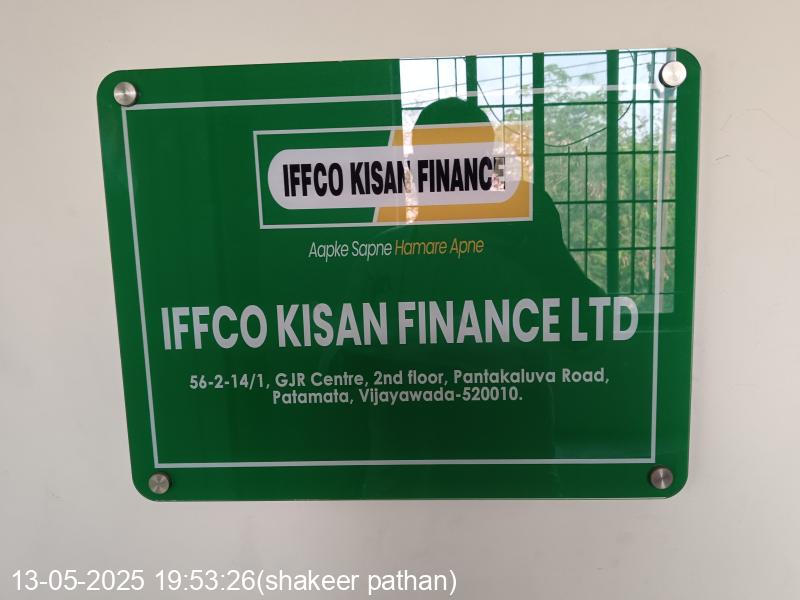 IFFCO KISAN FINANCE
Aapke Sapne Hamare Apne
IFFCO KISAN FINANCE LTD
56-2-14/1, GJR Centre, 2nd floor, Pantakaluva Road,
Patamata, Vijayawada-520010.
13-05-2025 19:53:26(shakeer pathan)